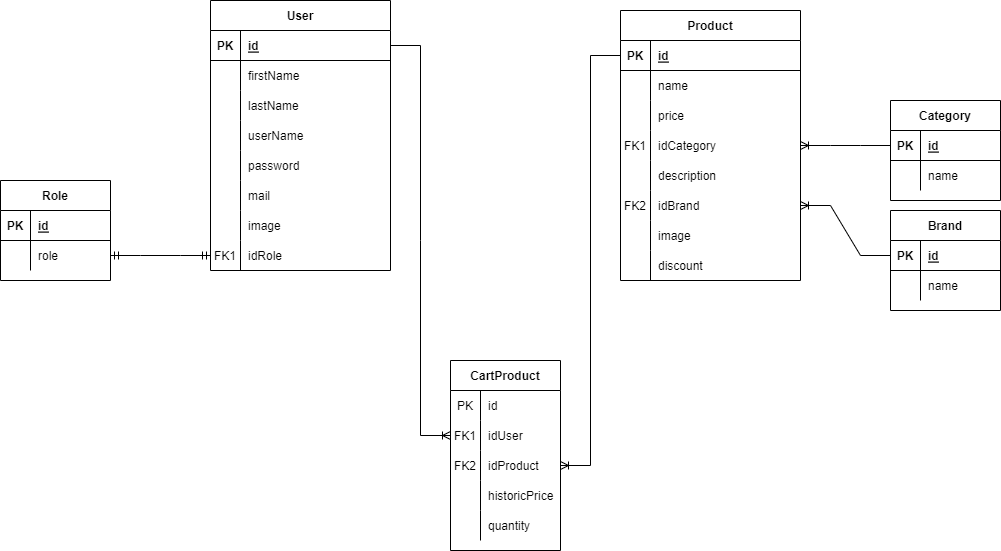 User
PK id
firstName
lastName
userName
password
mail
image
FK1 idRole
Product
PK id
name
price
FK1 idCategory
description
FK2 idBrand
image
discount
Category
PK id
name
Role
PK id
role
Brand
PK id
name
CartProduct
PK id
FK1 idUser
FK2 idProduct
historicPrice
quantity